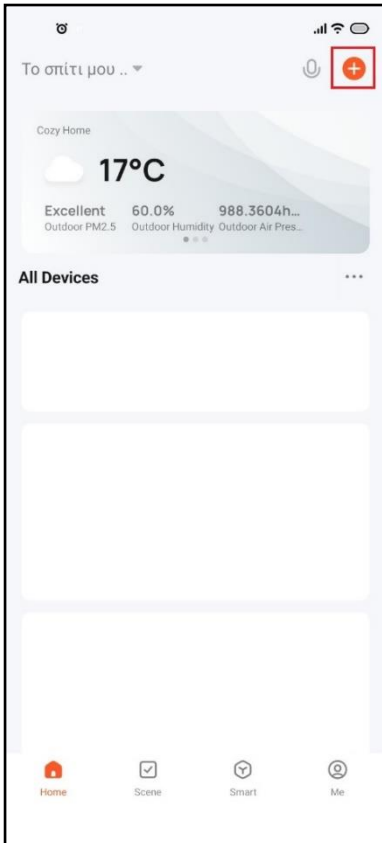 Το σπίτι μου ..
Cozy Home
17°C
Excellent 60.0% 988.3604h...
Outdoor PM2.5 Outdoor Humidity Outdoor Air Pres...
All Devices
Home Scene Smart Me